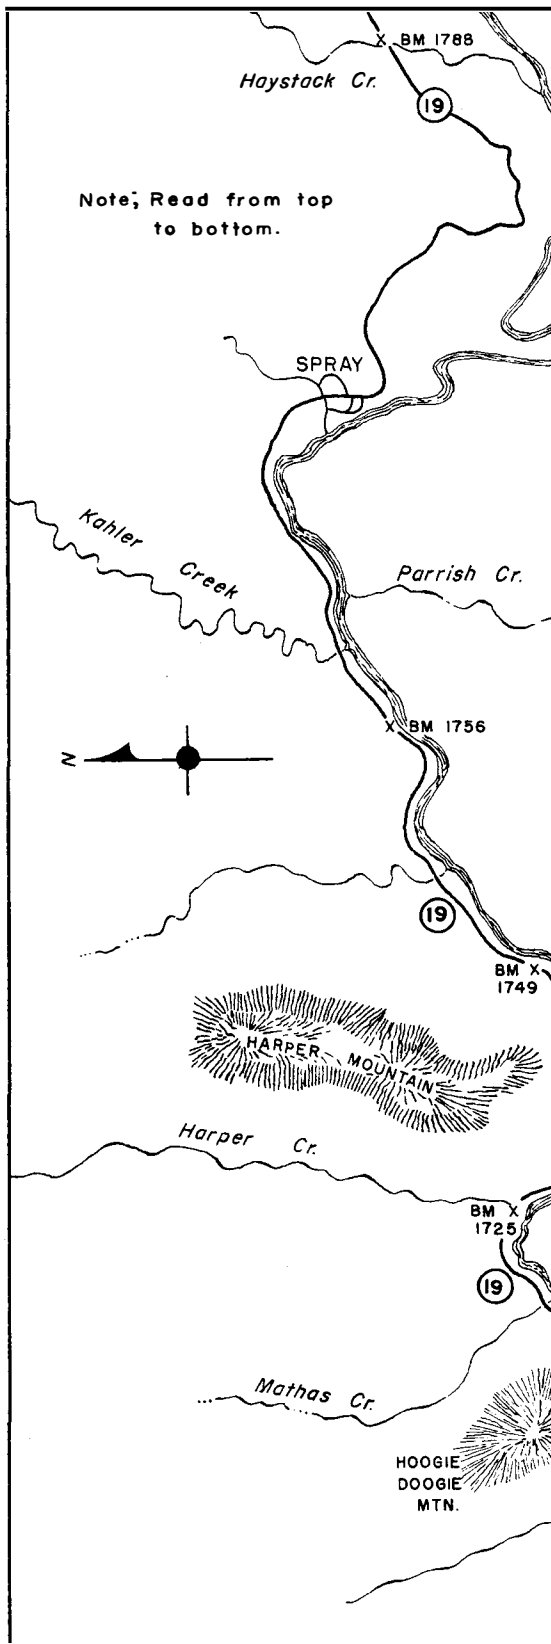 BM 1788
Haystack Cr.
19
Note; Read from top
to bottom.
SPRAY
Kahler Creek
Parrish Cr.
BM 1756
N
19
BM
1749
HARPER MOUNTAIN
Harper Cr.
BM
1725
19
Mathas Cr.
HOOGIE
DOOGIE
MTN.